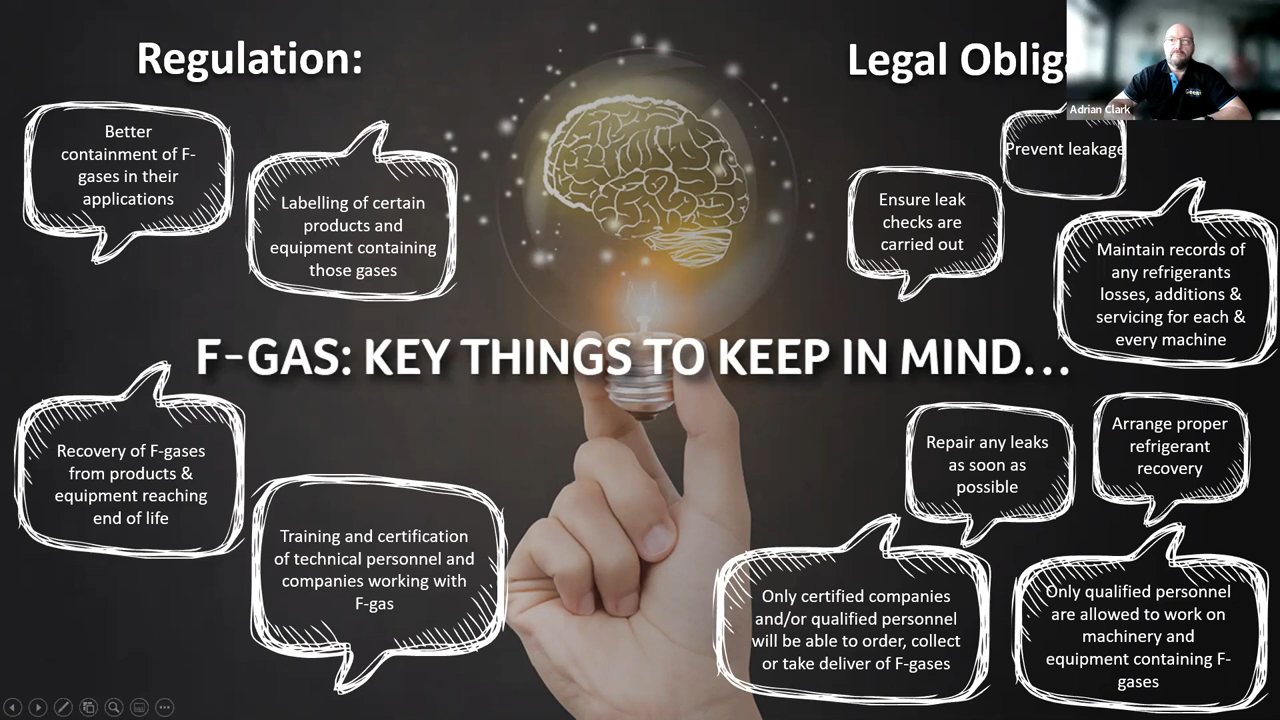 Regulation:
Better
containment of F-
gases in their
applications
Labelling of certain
products and
equipment containing
those gases
Legal Oblig
Adrian Clark
Prevent leakage
Ensure leak
checks are
carried out
Maintain records of
any refrigerants
losses, additions &
servicing for each &
every machine
F-GAS: KEY THINGS TO KEEP IN MIND...
Recovery of F-gases
from products &
equipment reaching
end of life
Training and certification
of technical personnel and
companies working with
F-gas
Repair any leaks
as soon as
possible
Arrange proper
refrigerant
recovery
Only certified companies
and/or qualified personnel
will be able to order, collect
or take deliver of F-gases
Only qualified personnel
are allowed to work on
machinery and
equipment containing F-
gases